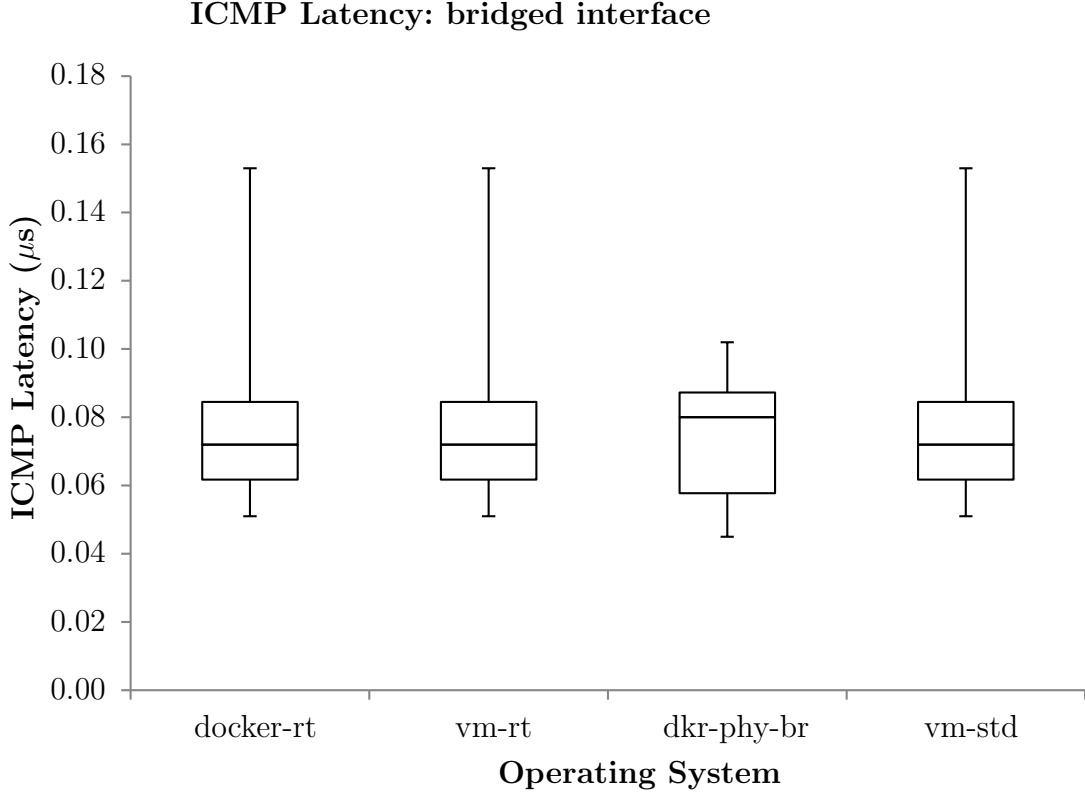 ICMP Latency: bridged interface
ICMP Latency (μs)
0.18
0.16
0.14
0.12
0.10
0.08
0.06
0.04
0.02
0.00
docker-rt vm-rt dkr-phy-br vm-std
Operating System